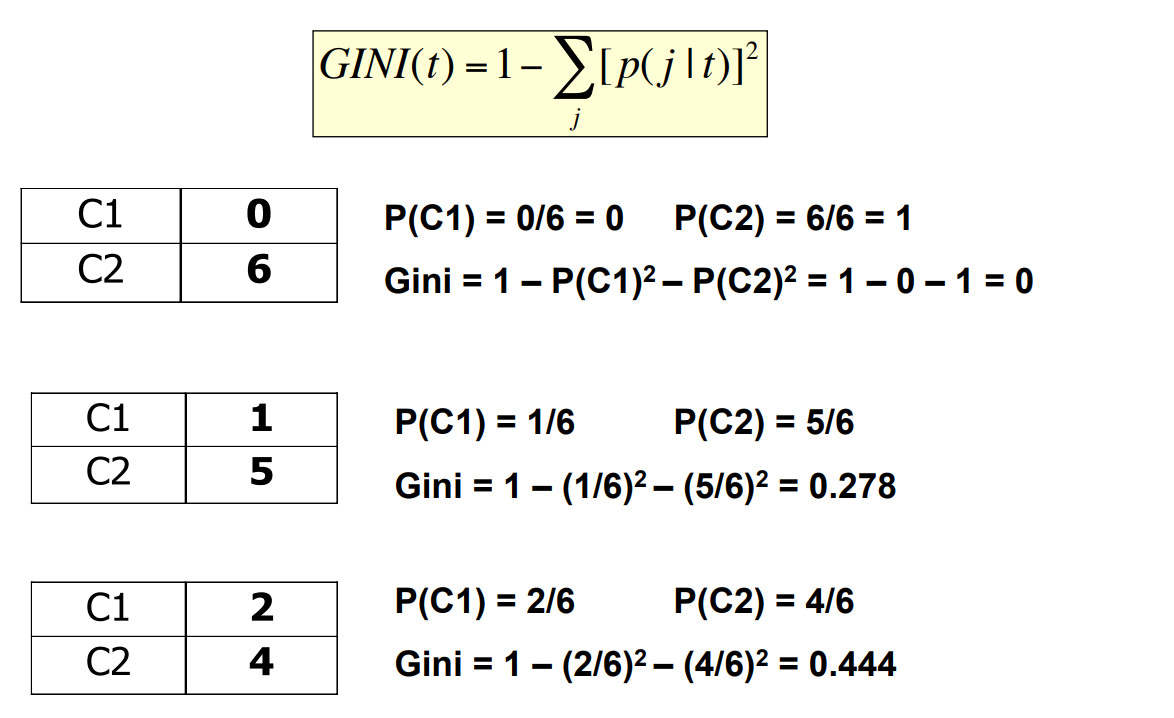 GINI(t) = 1 − ∑[p(j | t)]²
j
C1 0
C2 6
P(C1) = 0/6 = 0 P(C2) = 6/6 = 1
Gini = 1 – P(C1)² – P(C2)² = 1 – 0 – 1 = 0
C1 1
C2 5
P(C1) = 1/6 P(C2) = 5/6
Gini = 1 – (1/6)² – (5/6)² = 0.278
C1 2
C2 4
P(C1) = 2/6 P(C2) = 4/6
Gini = 1 – (2/6)² – (4/6)² = 0.444